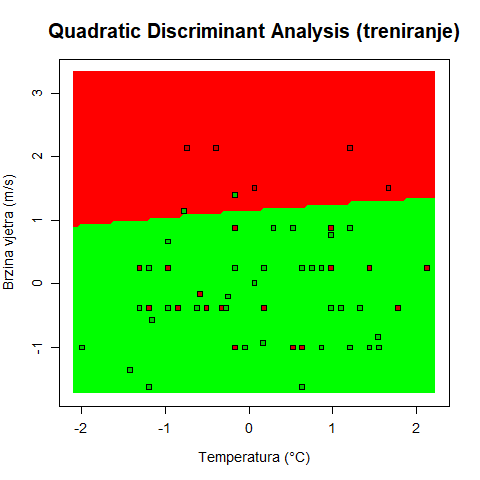 Quadratic Discriminant Analysis (treniranje)
Brzina vjetra (m/s)
3
2
1
0
-1
-2 -1 0 1 2
Temperatura (°C)